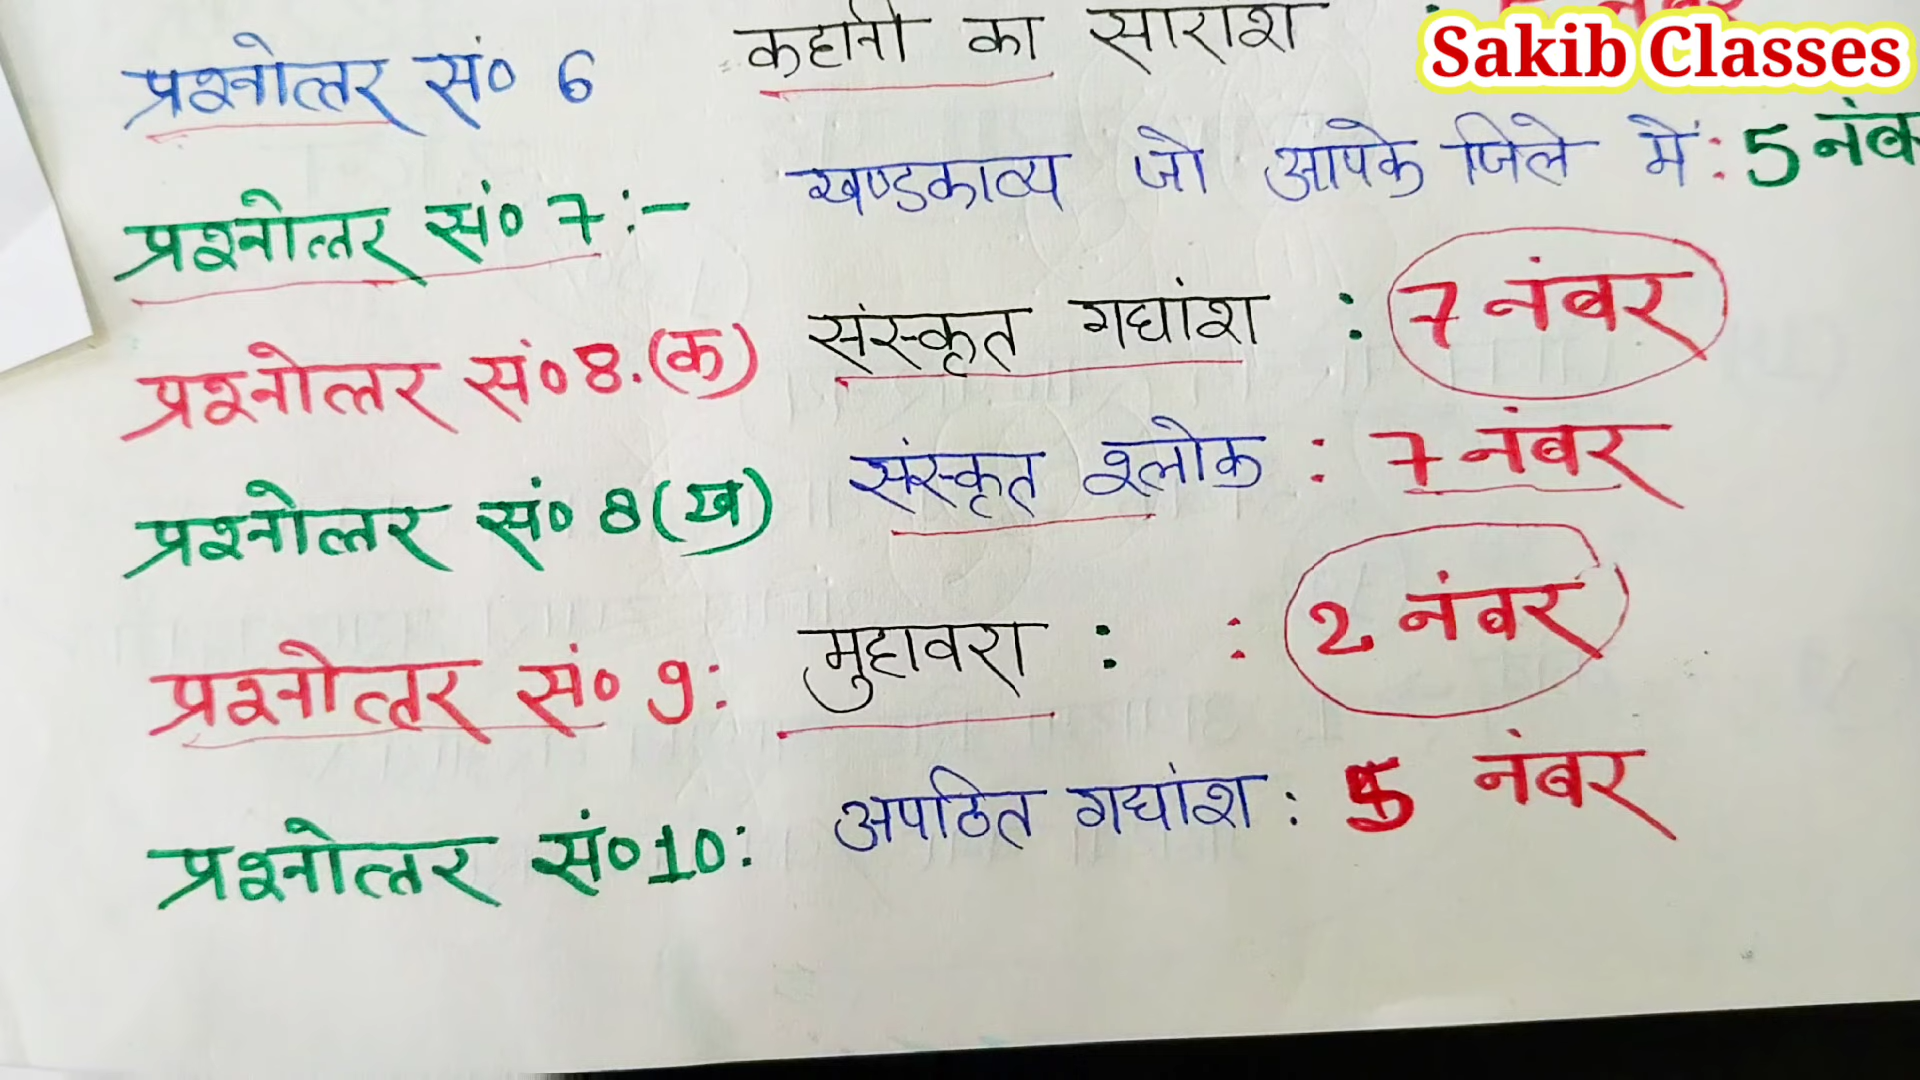 प्रश्नोत्तर सं० 6 कहानी का सारांश :
Sakib Classes
प्रश्नोत्तर सं० 7:- खण्डकाव्य जो आपके जिले में: 5 नंब
प्रश्नोत्तर सं० 8.(क) संस्कृत गद्यांश : 7 नंबर
प्रश्नोत्तर सं० 8(ख) संस्कृत श्लोक : 7 नंबर
प्रश्नोत्तर सं० 9: मुहावरा : : 2 नंबर
प्रश्नोत्तर सं० 10: अपठित गद्यांश : 5 नंबर